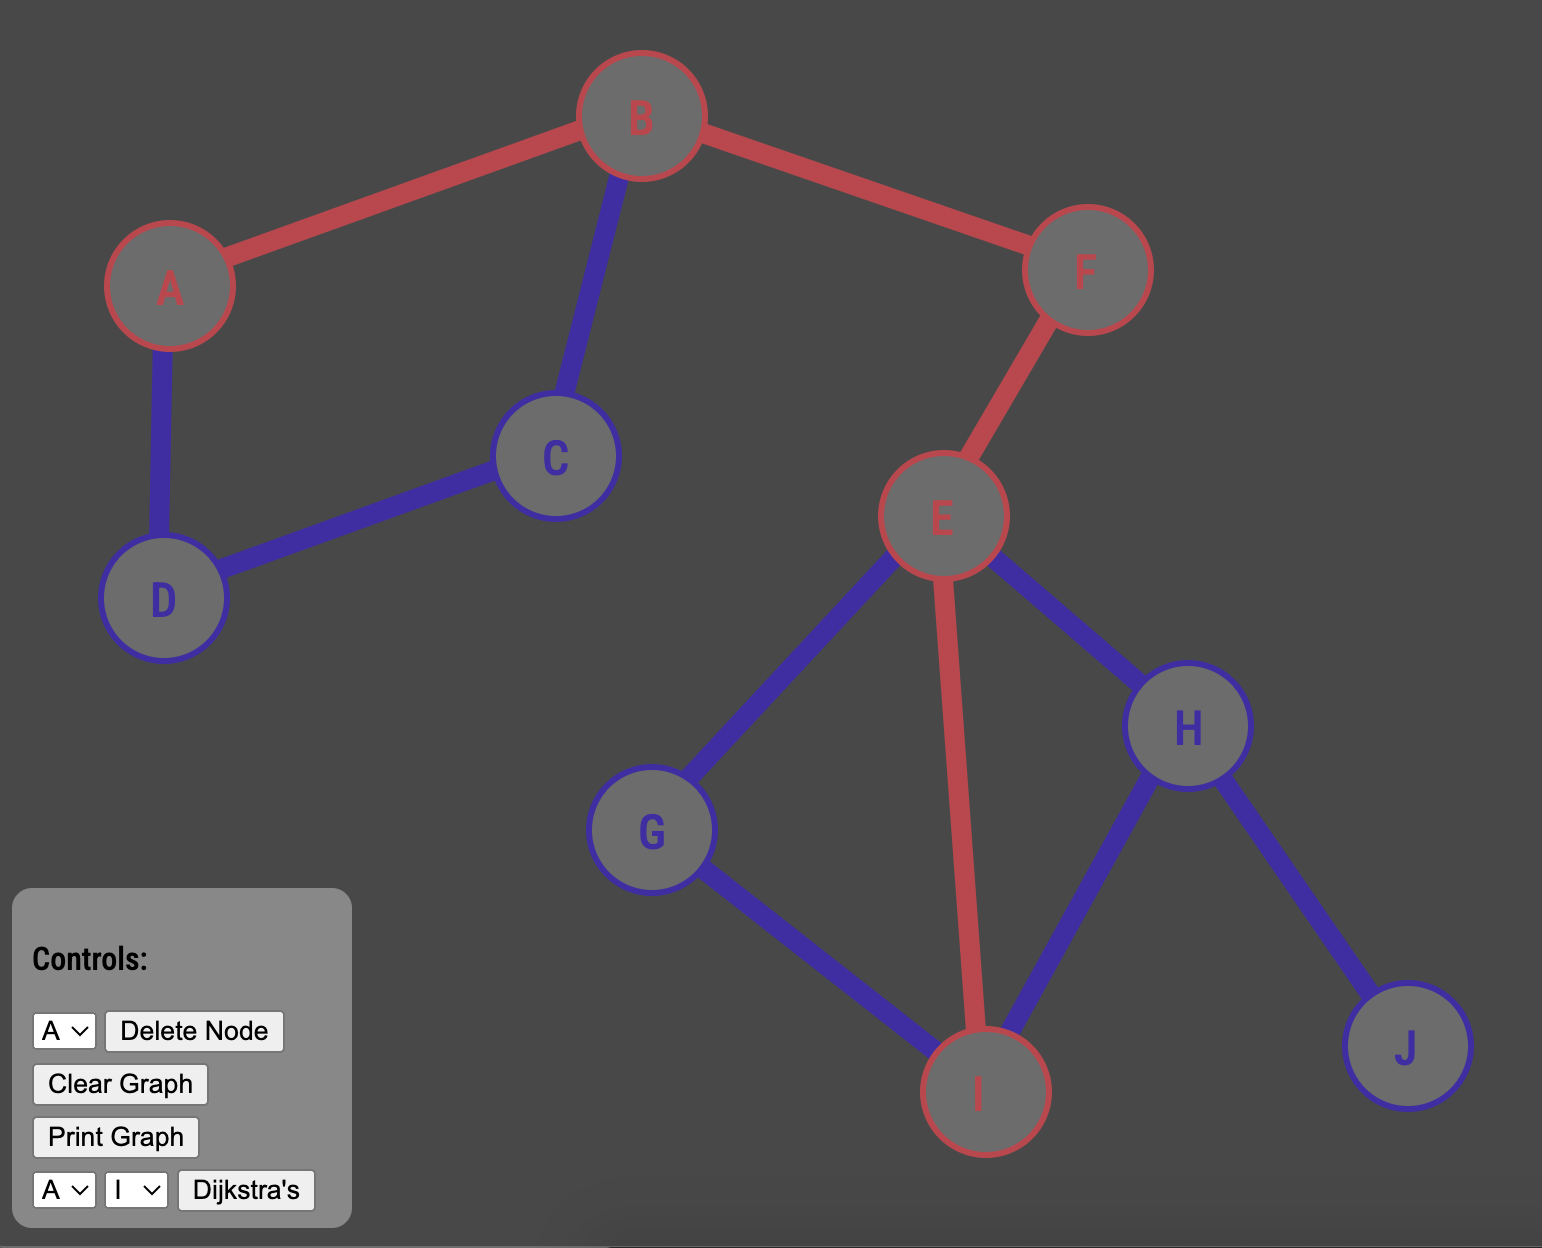 B
A
F
C
E
D
H
G
J
I
Controls:
A Delete Node
Clear Graph
Print Graph
A I Dijkstra's